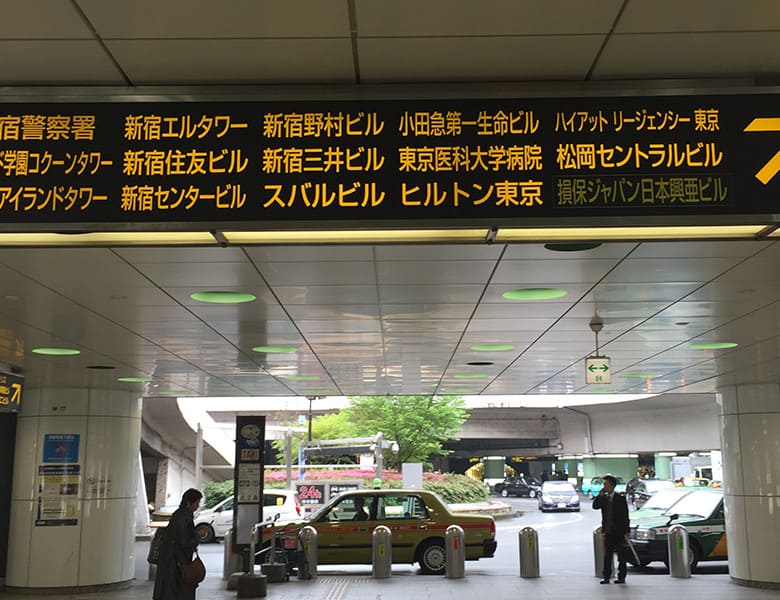 宿警察署 新宿エルタワー 新宿野村ビル 小田急第一生命ビル ハイアット リージェンシー 東京
ド学園コクーンタワー 新宿住友ビル 新宿三井ビル 東京医科大学病院 松岡セントラルビル
アイランドタワー 新宿センタービル スバルビル ヒルトン東京 損保ジャパン日本興亜ビル
TAXI
24h